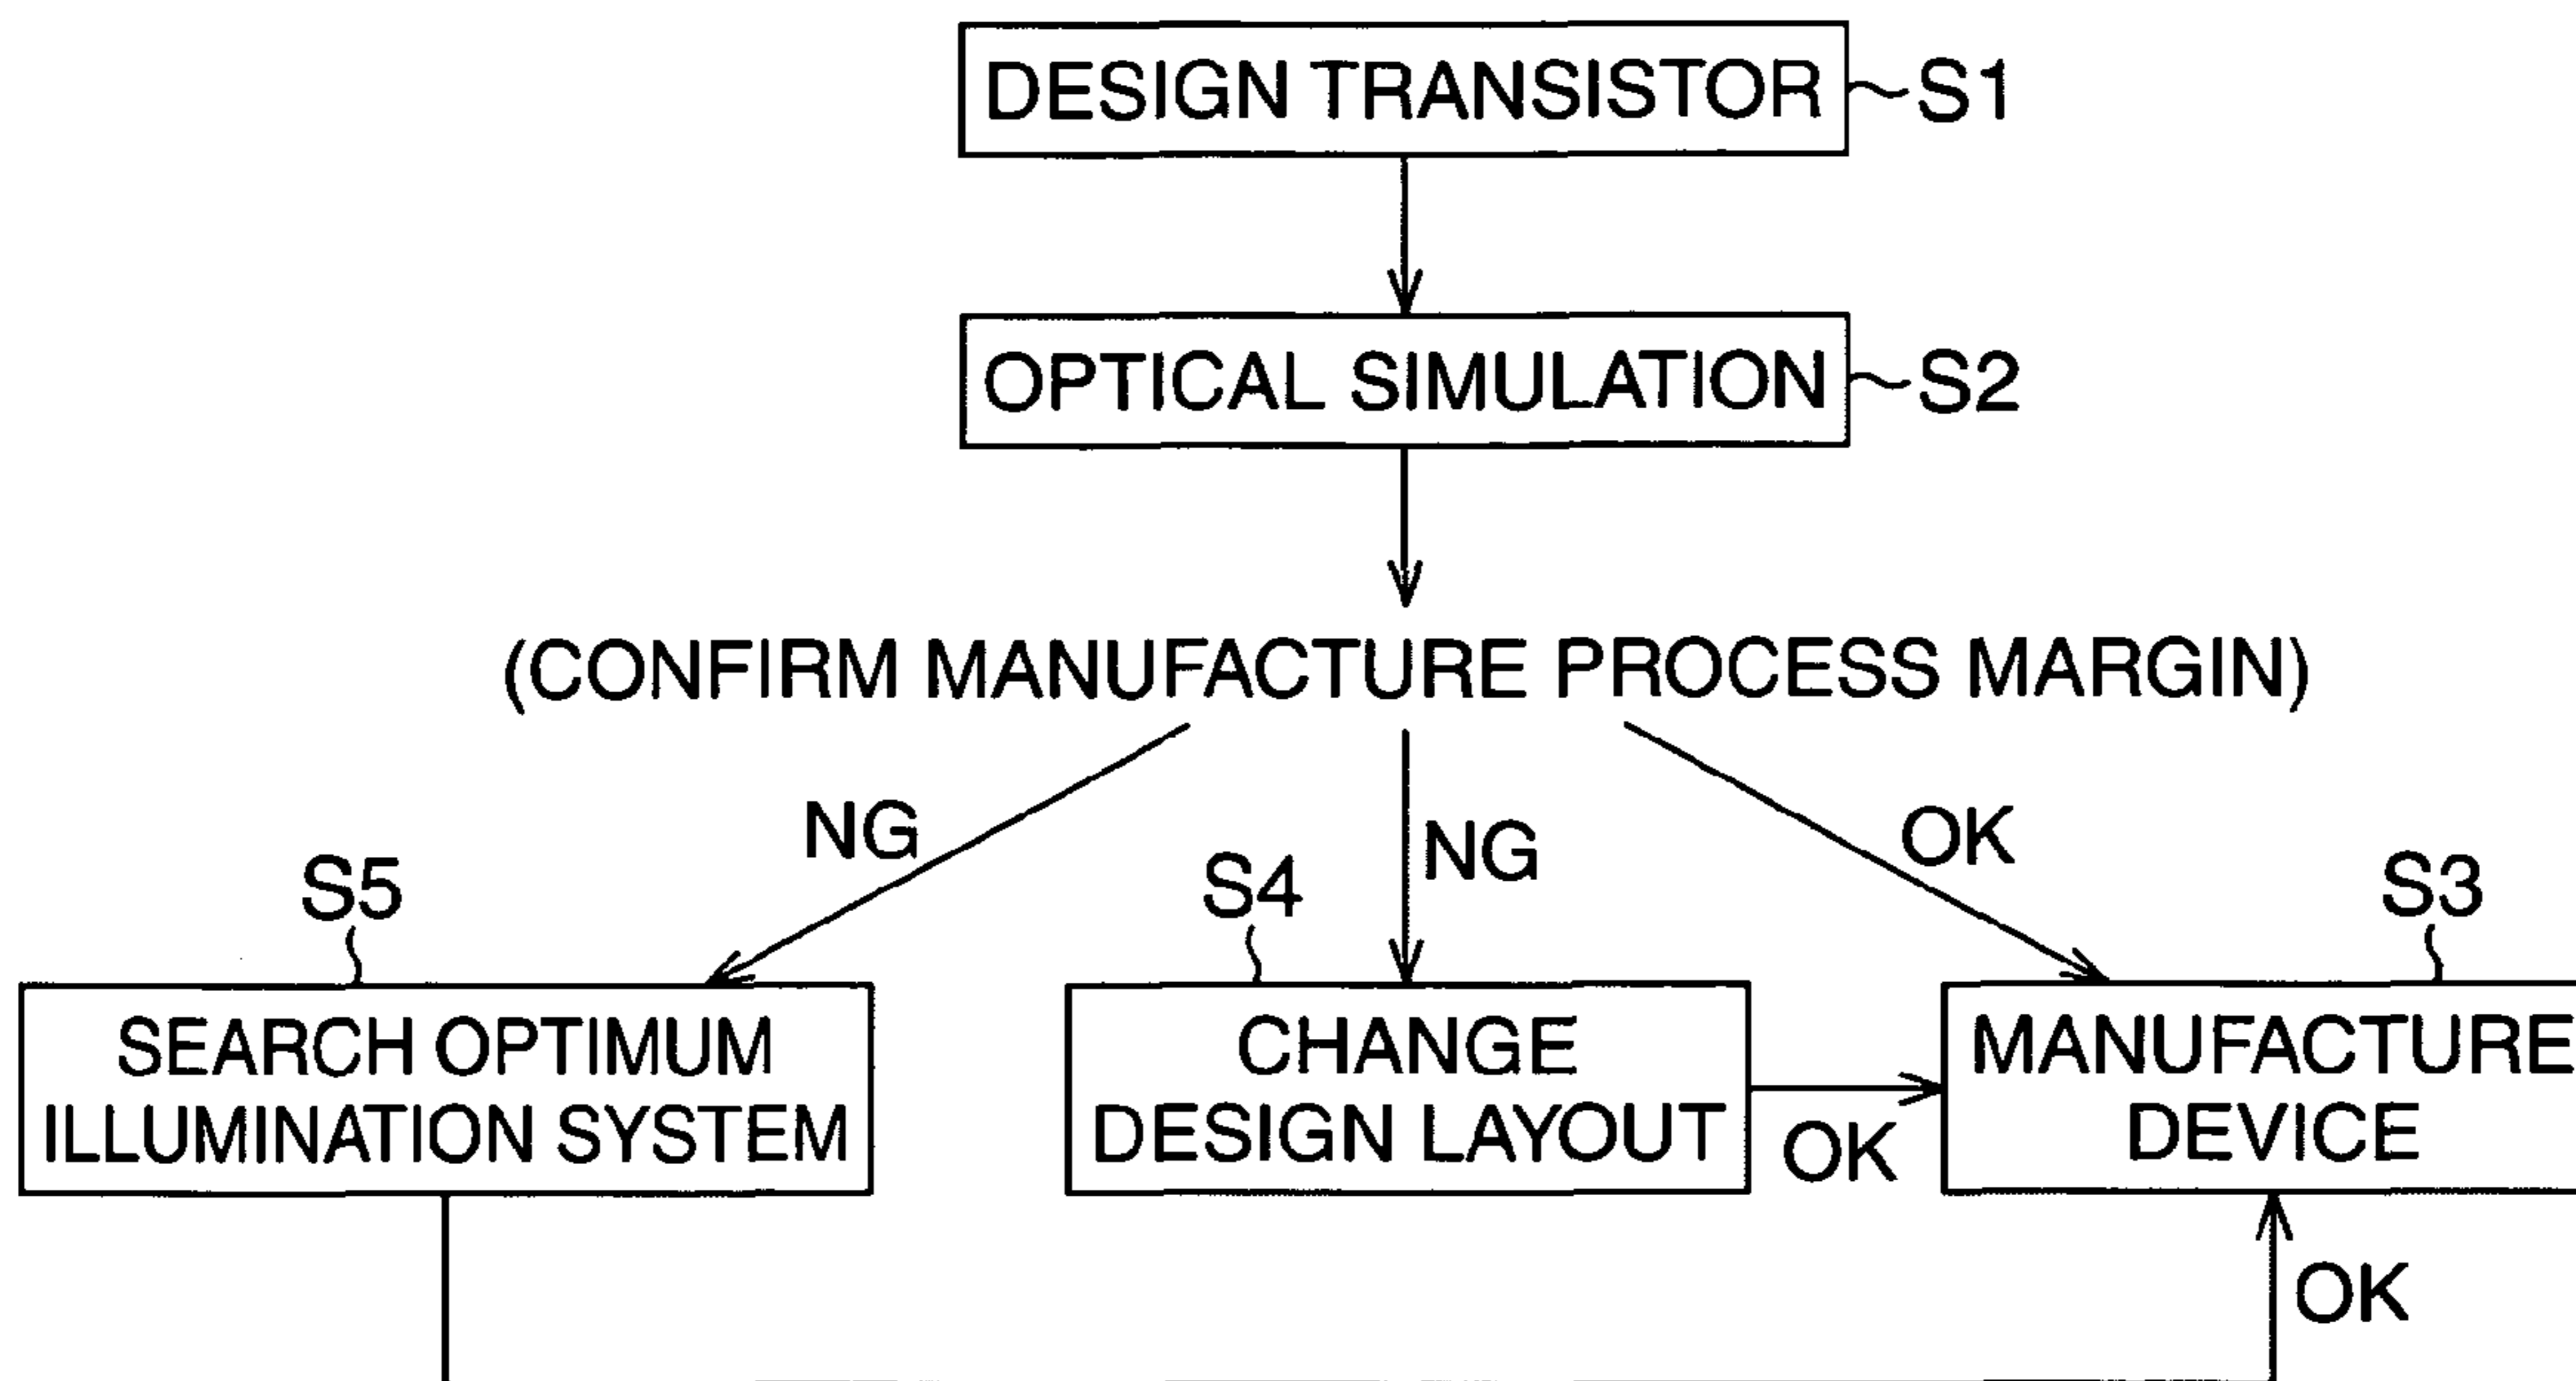 DESIGN TRANSISTOR
S1
OPTICAL SIMULATION
S2
(CONFIRM MANUFACTURE PROCESS MARGIN)
NG
NG
OK
S5
S4
S3
SEARCH OPTIMUM
ILLUMINATION SYSTEM
CHANGE
DESIGN LAYOUT
OK
MANUFACTURE
DEVICE
OK